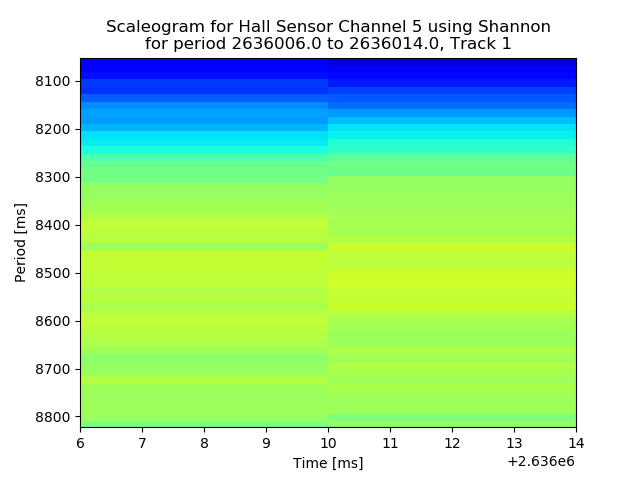 Scaleogram for Hall Sensor Channel 5 using Shannon
for period 2636006.0 to 2636014.0, Track 1
Period [ms]
8100
8200
8300
8400
8500
8600
8700
8800
6 7 8 9 10 11 12 13 14
Time [ms]
+2.636e6